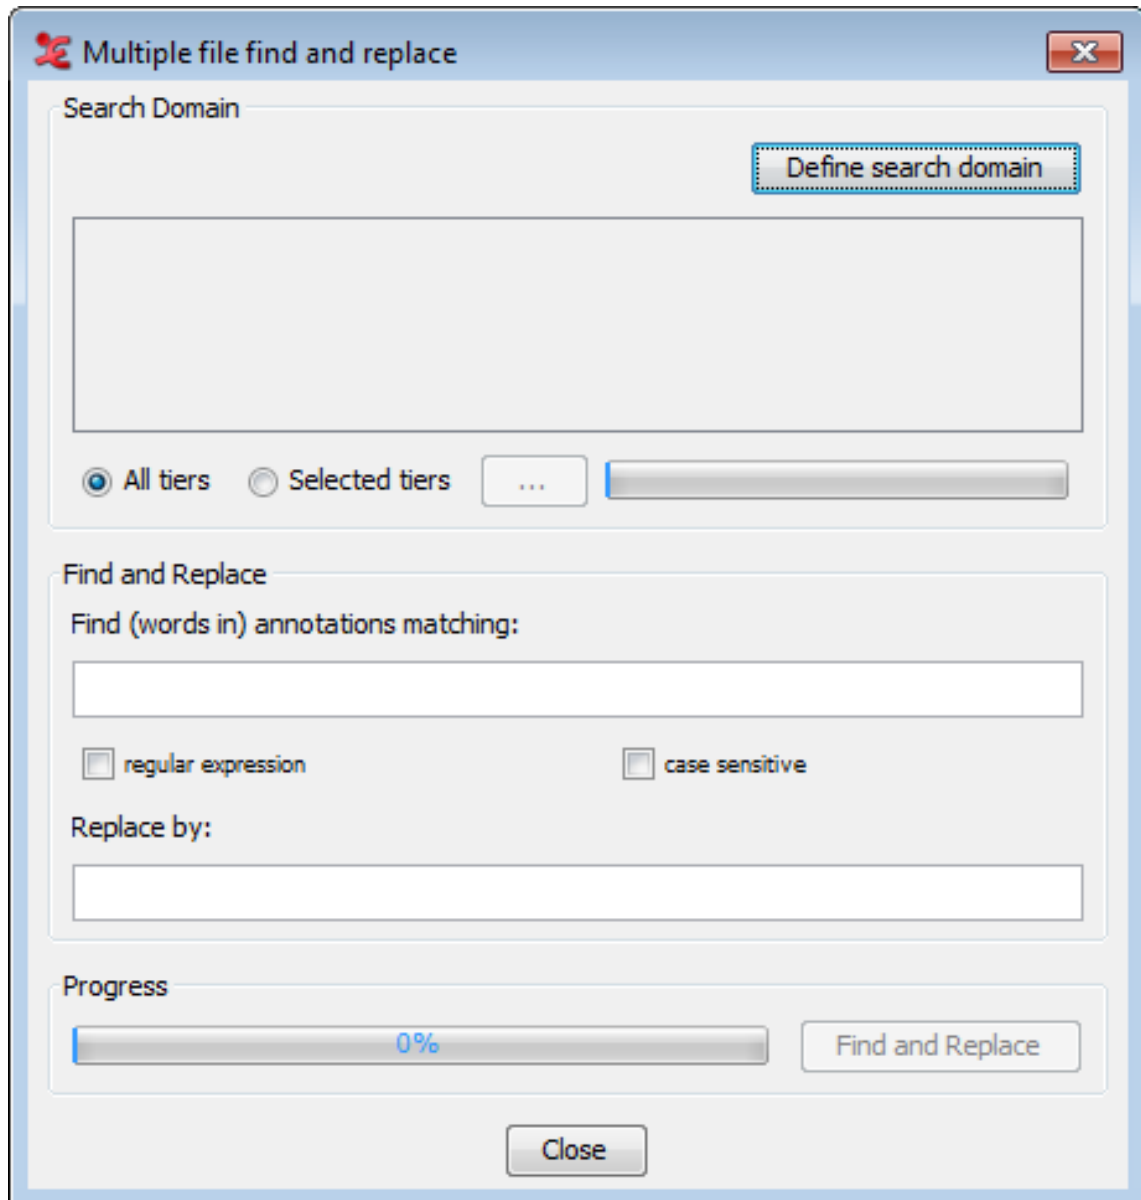 Multiple file find and replace
Search Domain
Define search domain
All tiers Selected tiers ...
Find and Replace
Find (words in) annotations matching:
regular expression case sensitive
Replace by:
Progress
0% Find and Replace
Close